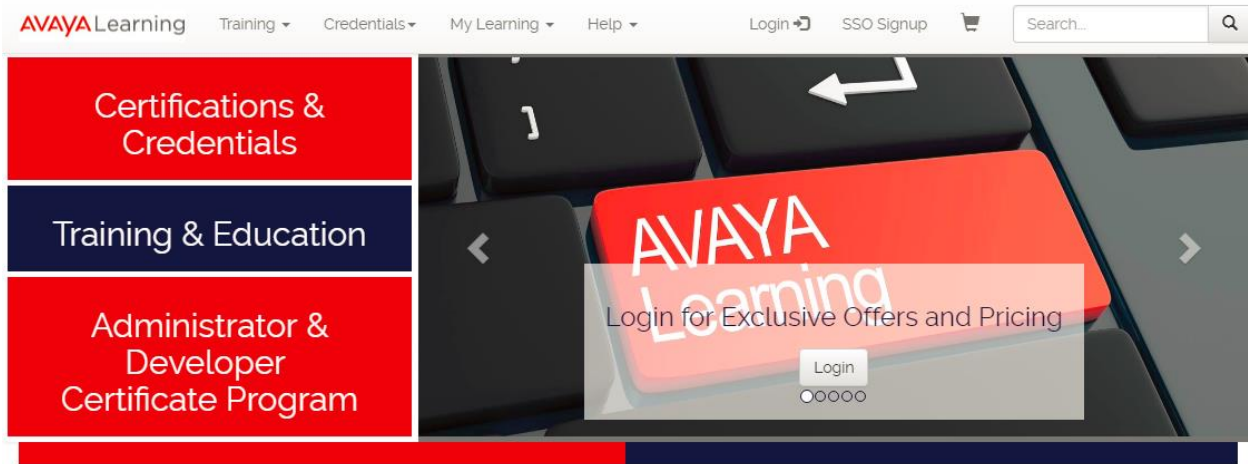 AVAYA Learning Training Credentials My Learning Help Login SSO Signup Search...
Certifications &
Credentials
Training & Education
Administrator &
Developer
Certificate Program
]
AVAYA
Learning
Login for Exclusive Offers and Pricing
Login